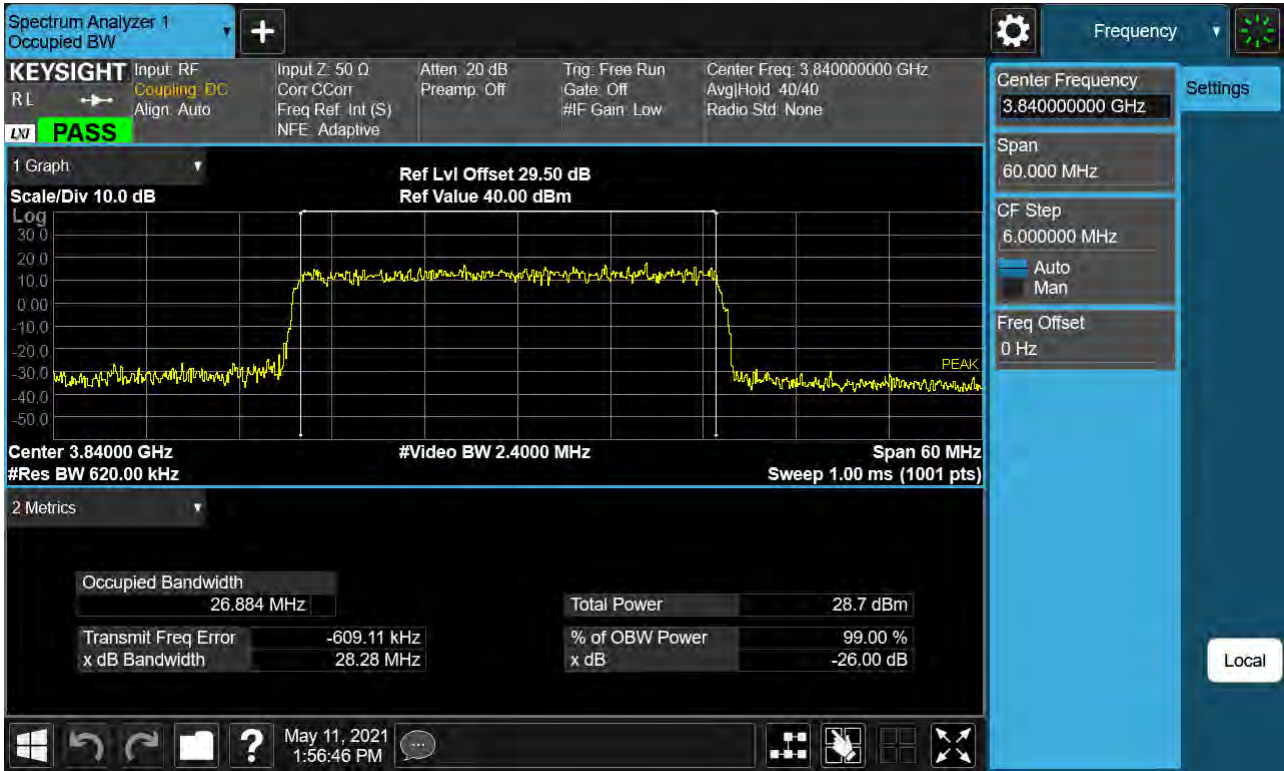 Spectrum Analyzer 1
Occupied BW
+
Frequency
KEYSIGHT
RL
LXI
PASS
Input: RF
Coupling: DC
Align: Auto
Input Z: 50 Ω
Corr CCorr
Freq Ref: Int (S)
NFE: Adaptive
Atten: 20 dB
Preamp: Off
Trig: Free Run
Gate: Off
#IF Gain: Low
Center Freq: 3.840000000 GHz
Avg|Hold: 40/40
Radio Std: None
Center Frequency
3.840000000 GHz
Settings
Span
60.000 MHz
CF Step
6.000000 MHz
Auto
Man
Freq Offset
0 Hz
Local
1 Graph
Scale/Div 10.0 dB
Ref Lvl Offset 29.50 dB
Ref Value 40.00 dBm
Log
30.0
20.0
10.0
0.00
-10.0
-20.0
-30.0
-40.0
-50.0
PEAK
Center 3.84000 GHz
#Video BW 2.4000 MHz
Span 60 MHz
#Res BW 620.00 kHz
Sweep 1.00 ms (1001 pts)
2 Metrics
Occupied Bandwidth
26.884 MHz
Total Power 28.7 dBm
Transmit Freq Error -609.11 kHz
% of OBW Power 99.00 %
x dB Bandwidth 28.28 MHz
x dB -26.00 dB
?
May 11, 2021
1:56:46 PM